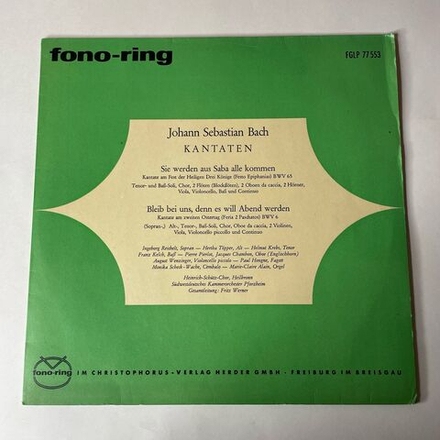 fono-ring
FGLP 77553
Johann Sebastian Bach
KANTATEN
Sie werden aus Saba alle kommen
Kantate am Fest der Heiligen Drei Könige (Festo Epiphanias) BWV 65
Tenor- und Baß-Soli, Chor, 2 Flöten (Blockflöten), 2 Oboen da caccia, 2 Hörner,
Viola, Violoncello, Baß und Continuo
Bleib bei uns, denn es will Abend werden
Kantate am zweiten Ostertag (Feria 2 Paschatos) BWV 6
(Sopran-,) Alt-, Tenor-, Baß-Soli, Chor, Oboe da caccia, 2 Violinen,
Viola, Violoncello piccolo und Continuo
Ingeborg Reichelt, Sopran — Hertha Töpper, Alt — Helmut Krebs, Tenor
Franz Kelch, Baß — Pierre Pierlot, Jacques Chambon, Oboe (Englischhorn)
August Wenzinger, Violoncello piccolo — Paul Hongne, Fagott
Monika Scheck-Wache, Cembalo — Marie-Claire Alain, Orgel
Heinrich-Schütz-Chor, Heilbronn
Südwestdeutsches Kammerorchester Pforzheim
Gesamtleitung: Fritz Werner
fono-ring IM CHRISTOPHORUS-VERLAG HERDER GMBH · FREIBURG IM BREISGAU